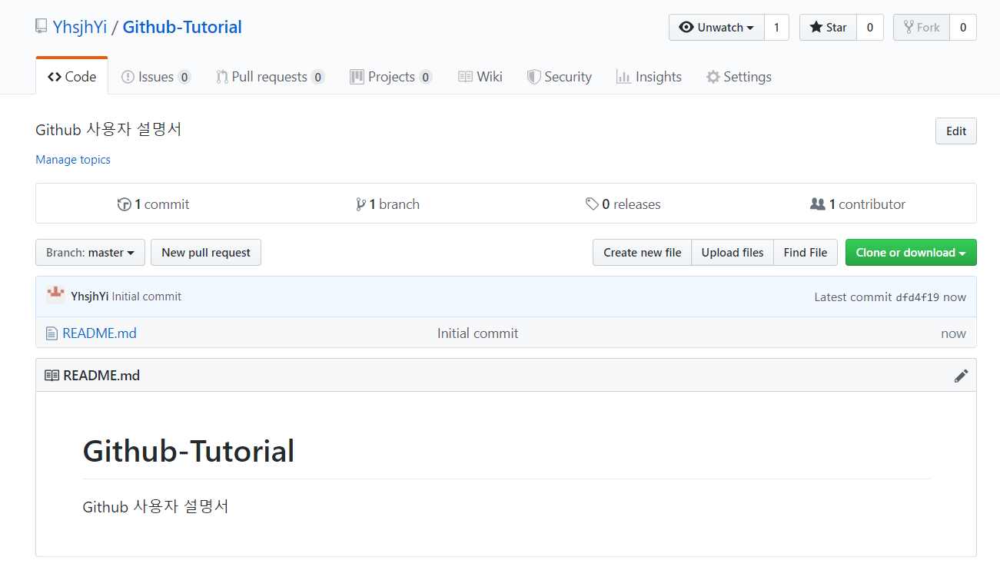 YhsjhYi / Github-Tutorial
Unwatch 1 Star 0 Fork 0
Code Issues 0 Pull requests 0 Projects 0 Wiki Security Insights Settings
Github 사용자 설명서
Edit
Manage topics
1 commit 1 branch 0 releases 1 contributor
Branch: master New pull request Create new file Upload files Find File Clone or download
YhsjhYi Initial commit Latest commit dfd4f19 now
README.md Initial commit now
README.md
Github-Tutorial
Github 사용자 설명서